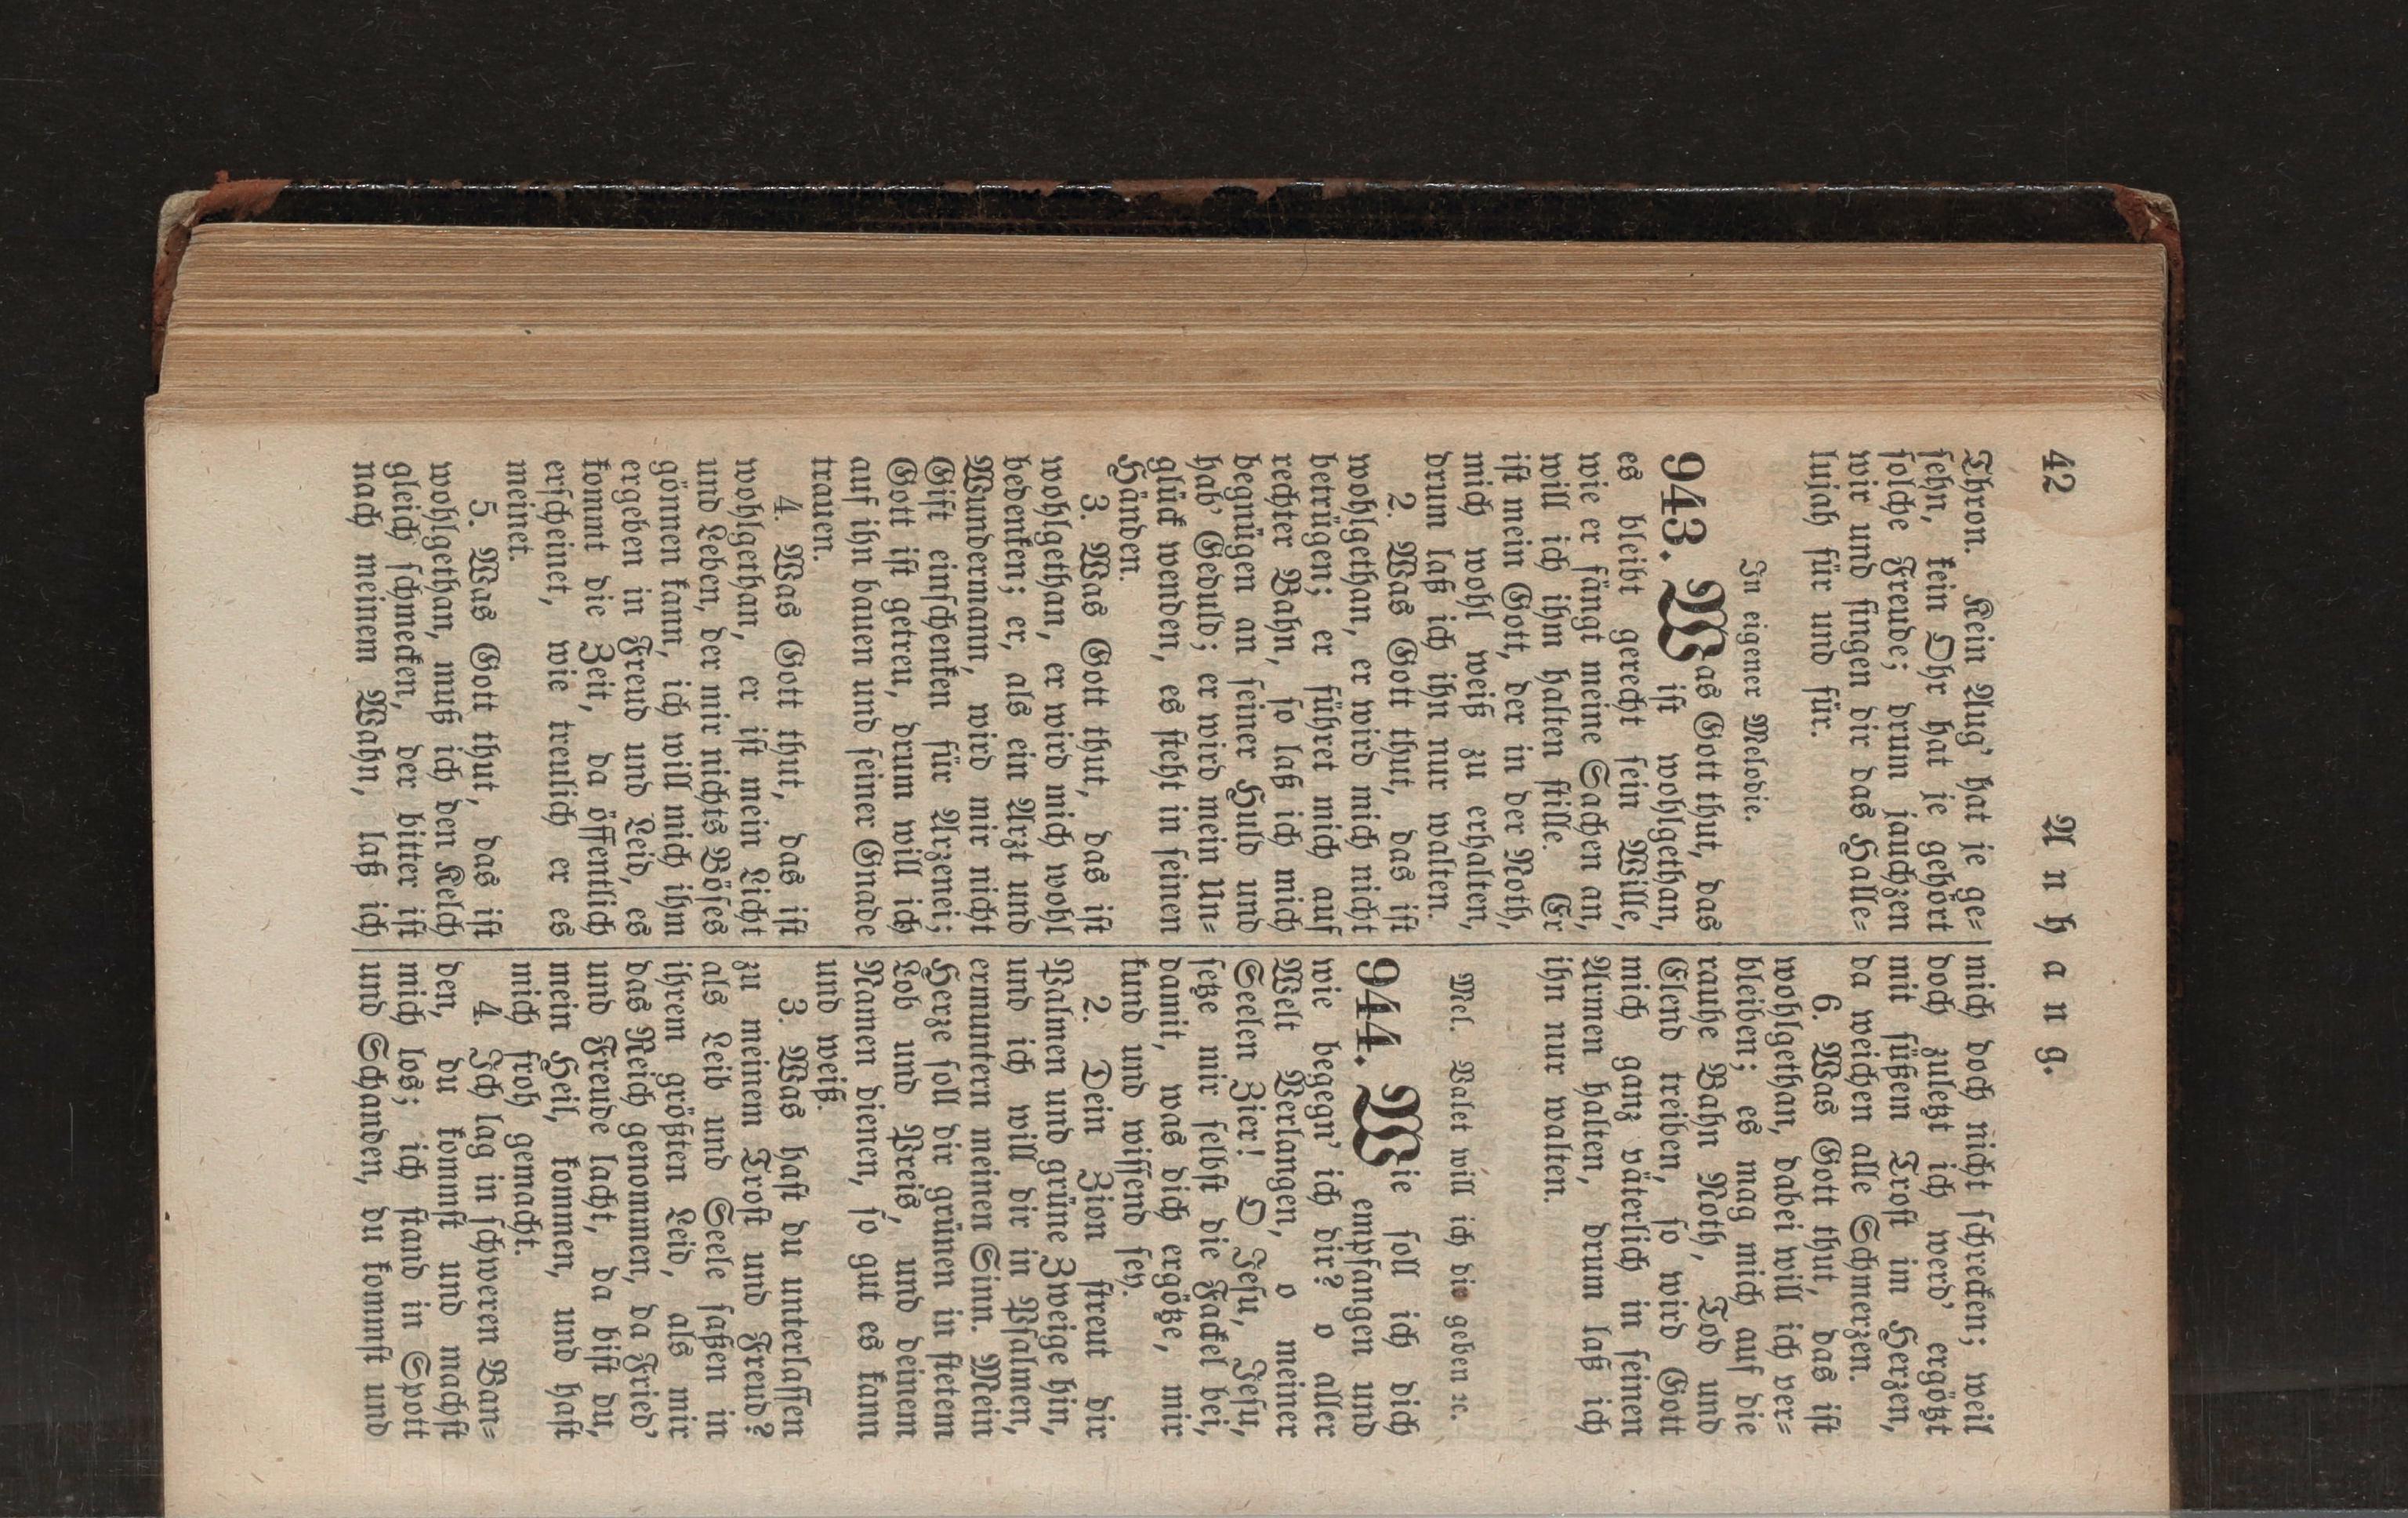 42 Anhang.
Thron. Kein Aug' hat je ge=
sehn, kein Ohr hat je gehört
solche Freude; drum jauchzen
wir und singen dir das Halle=
lujah für und für.
In eigener Melodie.
943. Was Gott thut, das
ist wohlgethan,
es bleibt gerecht sein Wille,
wie er fängt meine Sachen an,
will ich ihm halten stille. Er
ist mein Gott, der in der Noth,
mich wohl weiß zu erhalten,
drum laß ich ihn nur walten.
2. Was Gott thut, das ist
wohlgethan, er wird mich nicht
betrügen; er führet mich auf
rechter Bahn, so laß ich mich
begnügen an seiner Huld und
hab' Geduld; er wird mein Un=
glück wenden, es steht in seinen
Händen.
3. Was Gott thut, das ist
wohlgethan, er wird mich wohl
bedenken; er, als ein Arzt und
Wundermann, wird mir nicht
Gift einschenken für Arzenei;
Gott ist getreu, drum will ich
auf ihn bauen und seiner Gnade
trauen.
4. Was Gott thut, das ist
wohlgethan, er ist mein Licht
und Leben, der mir nichts Böses
gönnen kann, ich will mich ihm
ergeben in Freud und Leid, es
kommt die Zeit, da öffentlich
erscheinet, wie treulich er es
meinet.
5. Was Gott thut, das ist
wohlgethan, muß ich den Kelch
gleich schmecken, der bitter ist
nach meinem Wahn, laß ich
mich doch nicht schrecken; weil
doch zuletzt ich werd' ergötzt
mit süßem Trost im Herzen,
da weichen alle Schmerzen.
6. Was Gott thut, das ist
wohlgethan, dabei will ich ver=
bleiben; es mag mich auf die
rauhe Bahn Noth, Tod und
Elend treiben, so wird Gott
mich ganz väterlich in seinen
Armen halten, drum laß ich
ihn nur walten.
Mel. Valet will ich dir geben ꝛc.
944. Wie soll ich dich
empfangen und
wie begegn' ich dir? o aller
Welt Verlangen, o meiner
Seelen Zier! O Jesu, Jesu,
setze mir selbst die Fackel bei,
damit, was dich ergötze, mir
kund und wissend sey.
2. Dein Zion streut dir
Palmen und grüne Zweige hin,
und ich will dir in Psalmen,
ermuntern meinen Sinn. Mein
Herze soll dir grünen in stetem
Lob und Preis, und deinem
Namen dienen, so gut es kann
und weiß.
3. Was hast du unterlassen
zu meinem Trost und Freud?
als Leib und Seele saßen in
ihrem größten Leid, als mir
das Reich genommen, da Fried'
und Freude lacht, da bist du,
mein Heil, kommen, und hast
mich froh gemacht.
4. Ich lag in schweren Ban=
den, du kommst und machst
mich los; ich stand in Spott
und Schanden, du kommst und